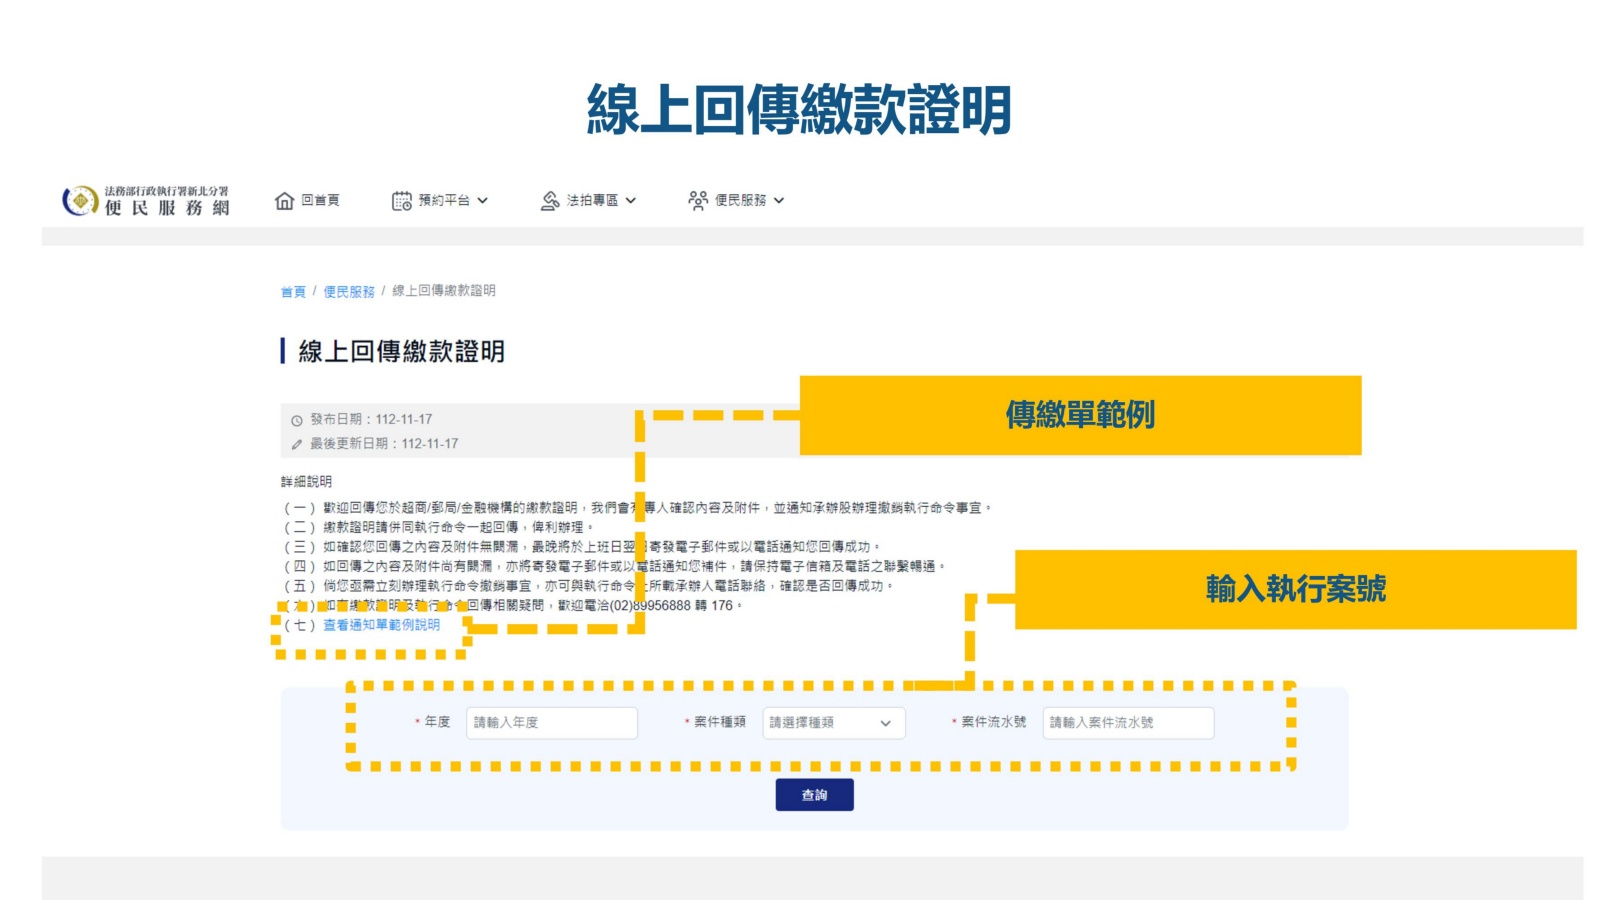 線上回傳繳款證明
法務部行政執行署新北分署
便民服務網
回首頁
預約平台
法拍專區
便民服務
首頁 / 便民服務 / 線上回傳繳款證明
線上回傳繳款證明
傳繳單範例
發布日期：112-11-17
最後更新日期：112-11-17
詳細說明
（一） 歡迎回傳您於超商/郵局/金融機構的繳款證明，我們會有專人確認內容及附件，並通知承辦股辦理撤銷執行命令事宜。
（二） 繳款證明請併同執行命令一起回傳，俾利辦理。
（三） 如確認您回傳之內容及附件無闕漏，最晚將於上班日翌日寄發電子郵件或以電話通知您回傳成功。
（四） 如回傳之內容及附件尚有闕漏，亦將寄發電子郵件或以電話通知您補件，請保持電子信箱及電話之聯繫暢通。
（五） 倘您亟需立刻辦理執行命令撤銷事宜，亦可與執行命令上所載承辦人電話聯絡，確認是否回傳成功。
（六） 如有繳款證明及執行命令回傳相關疑問，歡迎電洽(02)89956888 轉 176。
（七） 查看通知單範例說明
輸入執行案號
* 年度 請輸入年度
* 案件種類 請選擇種類
* 案件流水號 請輸入案件流水號
查詢